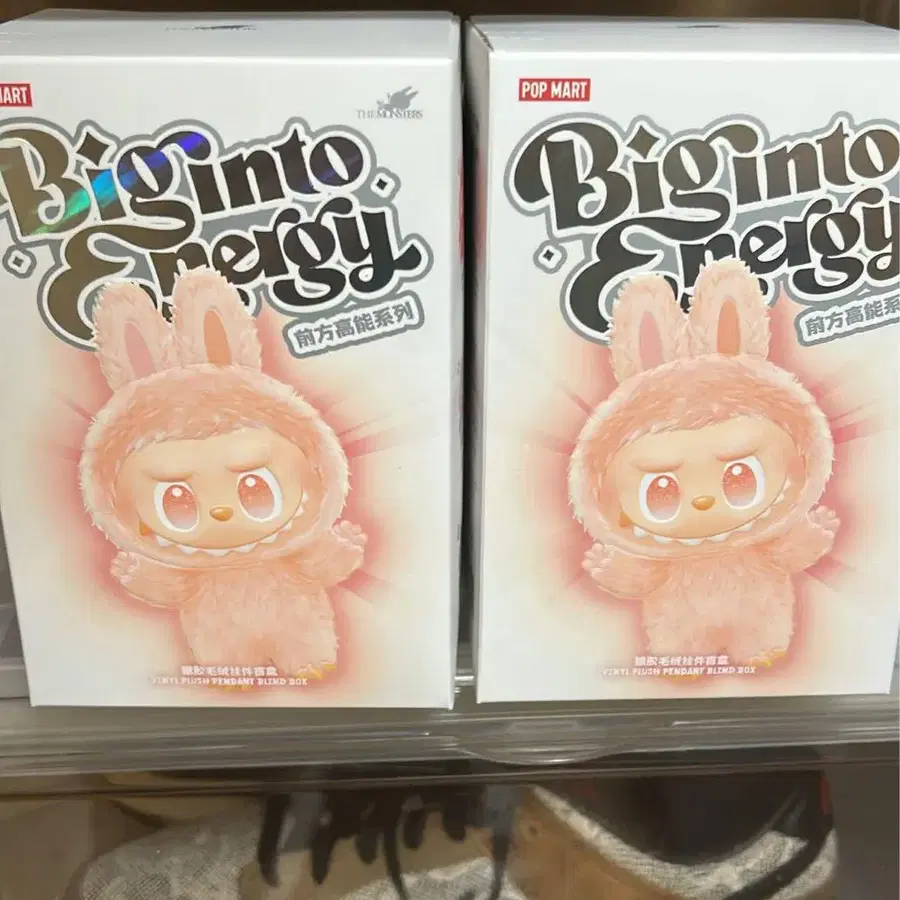 MART
THE MONSTERS
Big into
Energy
前方高能系列
搪胶毛绒挂件盲盒
VINYL PLUSH PENDANT BLIND BOX
POP MART
Big into
Energy
前方高能系
搪胶毛绒挂件盲盒
VINYL PLUSH PENDANT BLIND BOX